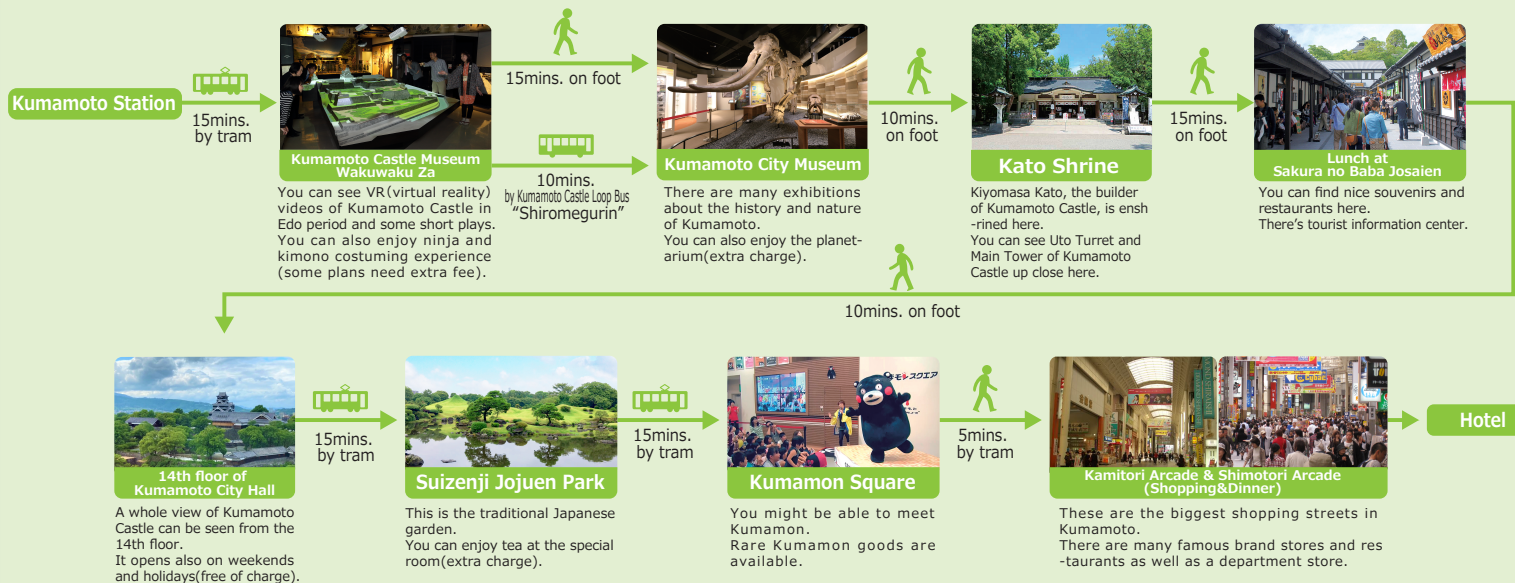 Kumamoto Station
15mins.
by tram
Kumamoto Castle Museum
Wakuwaku Za
You can see VR(virtual reality)
videos of Kumamoto Castle in
Edo period and some short plays.
You can also enjoy ninja and
kimono costuming experience
(some plans need extra fee).
15mins. on foot
10mins.
by Kumamoto Castle Loop Bus
“Shiromegurin”
Kumamoto City Museum
There are many exhibitions
about the history and nature
of Kumamoto.
You can also enjoy the planet-
arium(extra charge).
10mins.
on foot
Kato Shrine
Kiyomasa Kato, the builder
of Kumamoto Castle, is ensh
-rined here.
You can see Uto Turret and
Main Tower of Kumamoto
Castle up close here.
15mins.
on foot
Lunch at
Sakura no Baba Josaien
You can find nice souvenirs and
restaurants here.
There’s tourist information center.
10mins. on foot
14th floor of
Kumamoto City Hall
A whole view of Kumamoto
Castle can be seen from the
14th floor.
It opens also on weekends
and holidays(free of charge).
15mins.
by tram
Suizenji Jojuen Park
This is the traditional Japanese
garden.
You can enjoy tea at the special
room(extra charge).
15mins.
by tram
モンスクエア
Kumamon Square
You might be able to meet
Kumamon.
Rare Kumamon goods are
available.
5mins.
by tram
Kamitori Arcade & Shimotori Arcade
(Shopping&Dinner)
These are the biggest shopping streets in
Kumamoto.
There are many famous brand stores and res
-taurants as well as a department store.
Hotel